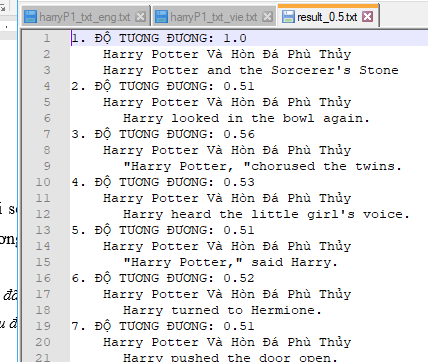 harryP1_txt_eng.txt harryP1_txt_vie.txt result_0.5.txt
1 1. ĐỘ TƯƠNG ĐƯƠNG: 1.0
2 Harry Potter Và Hòn Đá Phù Thủy
3 Harry Potter and the Sorcerer's Stone
4 2. ĐỘ TƯƠNG ĐƯƠNG: 0.51
5 Harry Potter Và Hòn Đá Phù Thủy
6 Harry looked in the bowl again.
7 3. ĐỘ TƯƠNG ĐƯƠNG: 0.56
8 Harry Potter Và Hòn Đá Phù Thủy
9 "Harry Potter, "chorused the twins.
10 4. ĐỘ TƯƠNG ĐƯƠNG: 0.53
11 Harry Potter Và Hòn Đá Phù Thủy
12 Harry heard the little girl's voice.
13 5. ĐỘ TƯƠNG ĐƯƠNG: 0.51
14 Harry Potter Và Hòn Đá Phù Thủy
15 "Harry Potter," said Harry.
16 6. ĐỘ TƯƠNG ĐƯƠNG: 0.52
17 Harry Potter Và Hòn Đá Phù Thủy
18 Harry turned to Hermione.
19 7. ĐỘ TƯƠNG ĐƯƠNG: 0.51
20 Harry Potter Và Hòn Đá Phù Thủy
21 Harry pushed the door open.